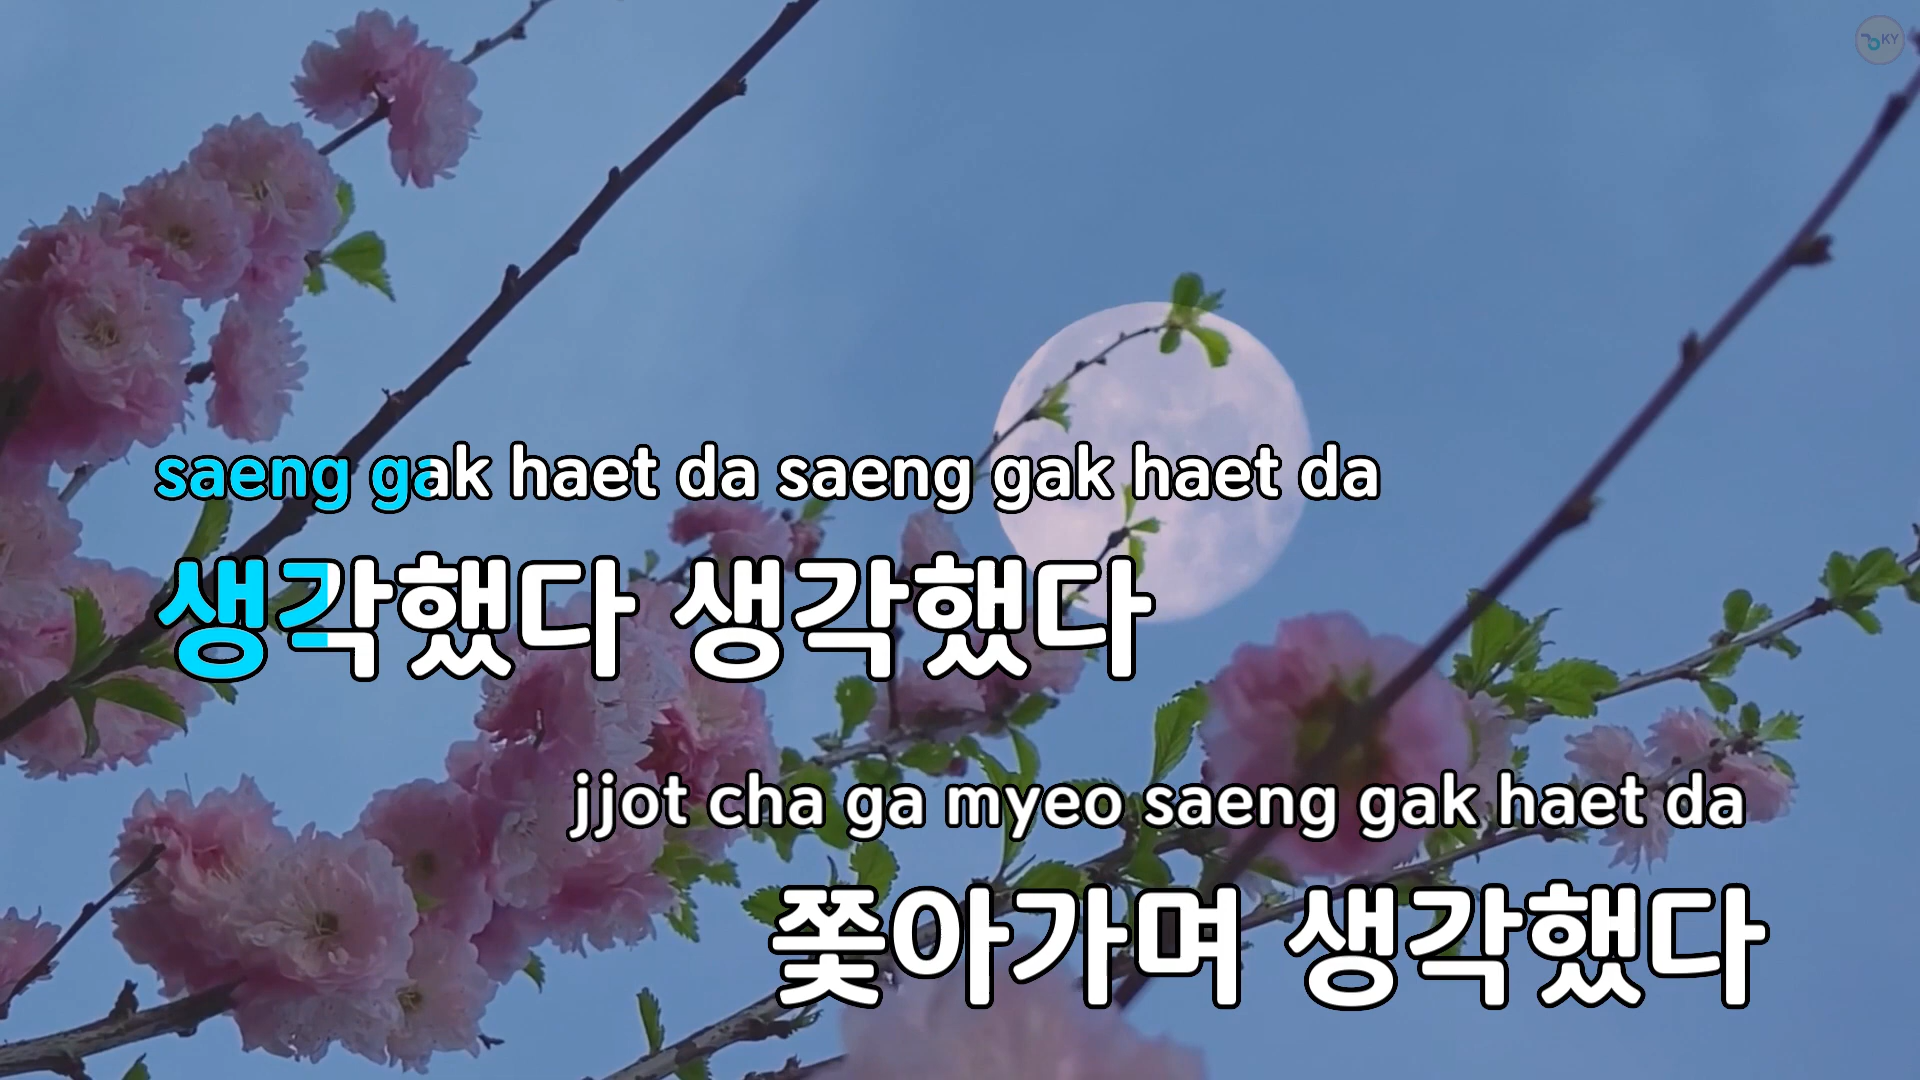 KY
saeng gak haet da saeng gak haet da
생각했다 생각했다
jjot cha ga myeo saeng gak haet da
쫓아가며 생각했다